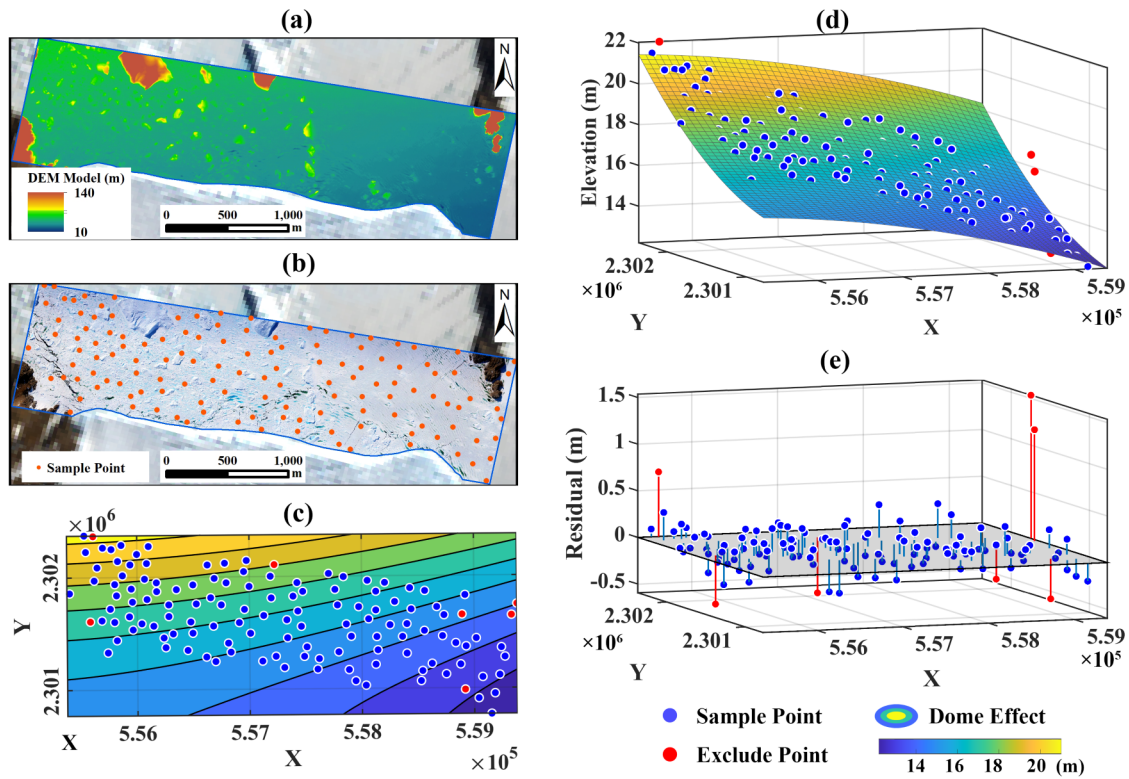 (a)
N
DEM Model (m)
140
10
0 500 1,000
m
(b)
N
Sample Point
0 500 1,000
m
(c)
×10⁶
2.302
Y
2.301
X
5.56 5.57 5.58 5.59
X
×10⁵
(d)
22
20
18
16
14
Elevation (m)
2.302
×10⁶
2.301
Y
5.56
5.57
5.58
5.59
×10⁵
X
(e)
1.5
1
0.5
0
-0.5
Residual (m)
2.302
×10⁶
2.301
Y
5.56
5.57
5.58
5.59
×10⁵
X
Sample Point
Dome Effect
Exclude Point
14 16 18 20 (m)